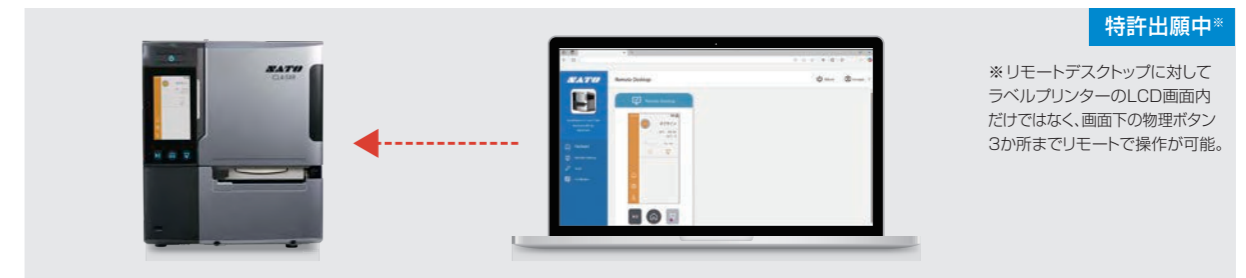 特許出願中※
※リモートデスクトップに対して
ラベルプリンターのLCD画面内
だけではなく、画面下の物理ボタン
3か所までリモートで操作が可能。
SATO
SATO
Remote Desktop
Remote Desktop